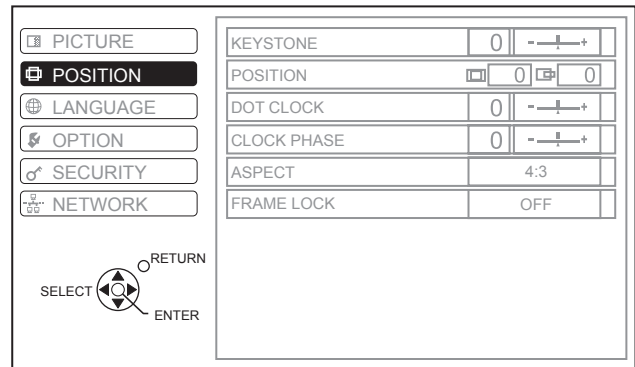 PICTURE
POSITION
LANGUAGE
OPTION
SECURITY
NETWORK
RETURN
SELECT
ENTER
KEYSTONE 0 - +
POSITION 0 0
DOT CLOCK 0 - +
CLOCK PHASE 0 - +
ASPECT 4:3
FRAME LOCK OFF